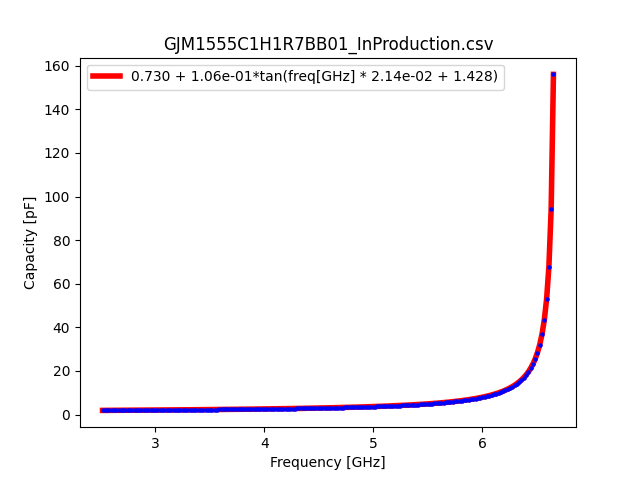 GJM1555C1H1R7BB01_InProduction.csv
0.730 + 1.06e-01*tan(freq[GHz] * 2.14e-02 + 1.428)
160
140
120
100
80
60
40
20
0
Capacity [pF]
3 4 5 6
Frequency [GHz]